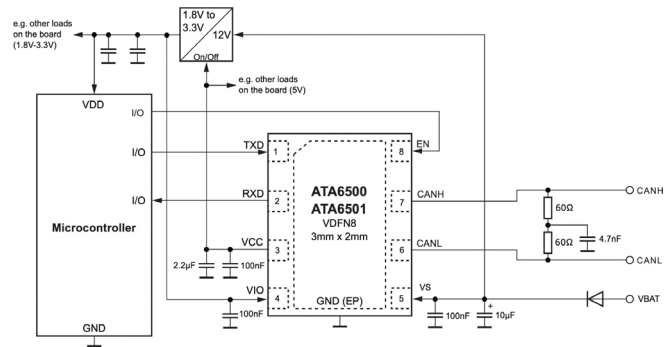 e.g. other loads
on the board
(1.8V-3.3V)
1.8V to
3.3V
12V
On/Off
e.g. other loads
on the board (5V)
VDD
I/O
I/O
I/O
Microcontroller
GND
TXD
1
RXD
2
VCC
3
VIO
4
EN
8
CANH
7
CANL
6
VS
5
ATA6500
ATA6501
VDFN8
3mm x 2mm
GND (EP)
2.2µF
100nF
100nF
100nF
+
10µF
60Ω
60Ω
4.7nF
CANH
CANL
VBAT